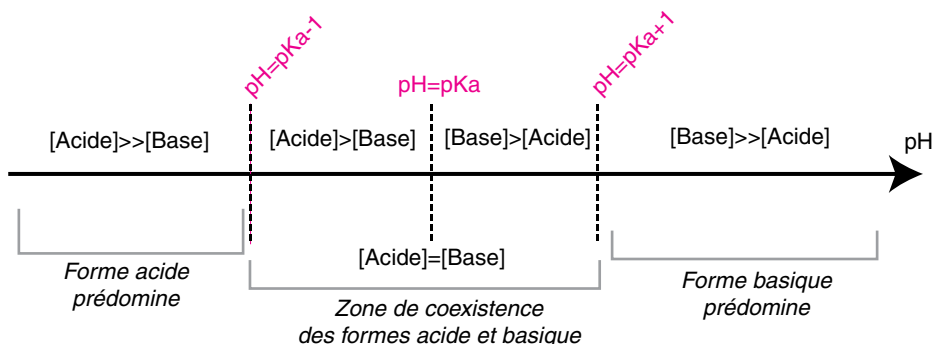 pH=pKa-1
pH=pKa
pH=pKa+1
[Acide]>>[Base]
[Acide]>[Base]
[Base]>[Acide]
[Base]>>[Acide]
pH
[Acide]=[Base]
Forme acide
prédomine
Zone de coexistence
des formes acide et basique
Forme basique
prédomine